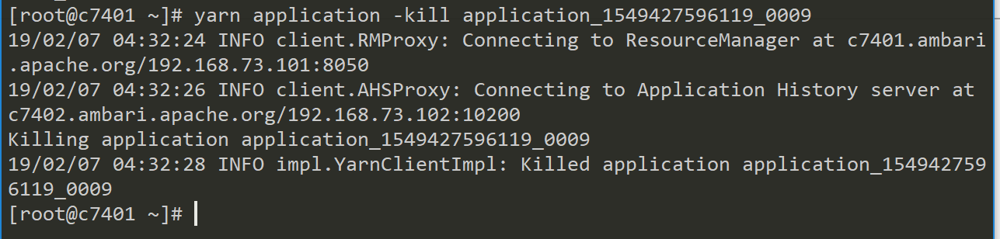 [root@c7401 ~]# yarn application -kill application_1549427596119_0009
19/02/07 04:32:24 INFO client.RMProxy: Connecting to ResourceManager at c7401.ambari
.apache.org/192.168.73.101:8050
19/02/07 04:32:26 INFO client.AHSProxy: Connecting to Application History server at
c7402.ambari.apache.org/192.168.73.102:10200
Killing application application_1549427596119_0009
19/02/07 04:32:28 INFO impl.YarnClientImpl: Killed application application_154942759
6119_0009
[root@c7401 ~]#